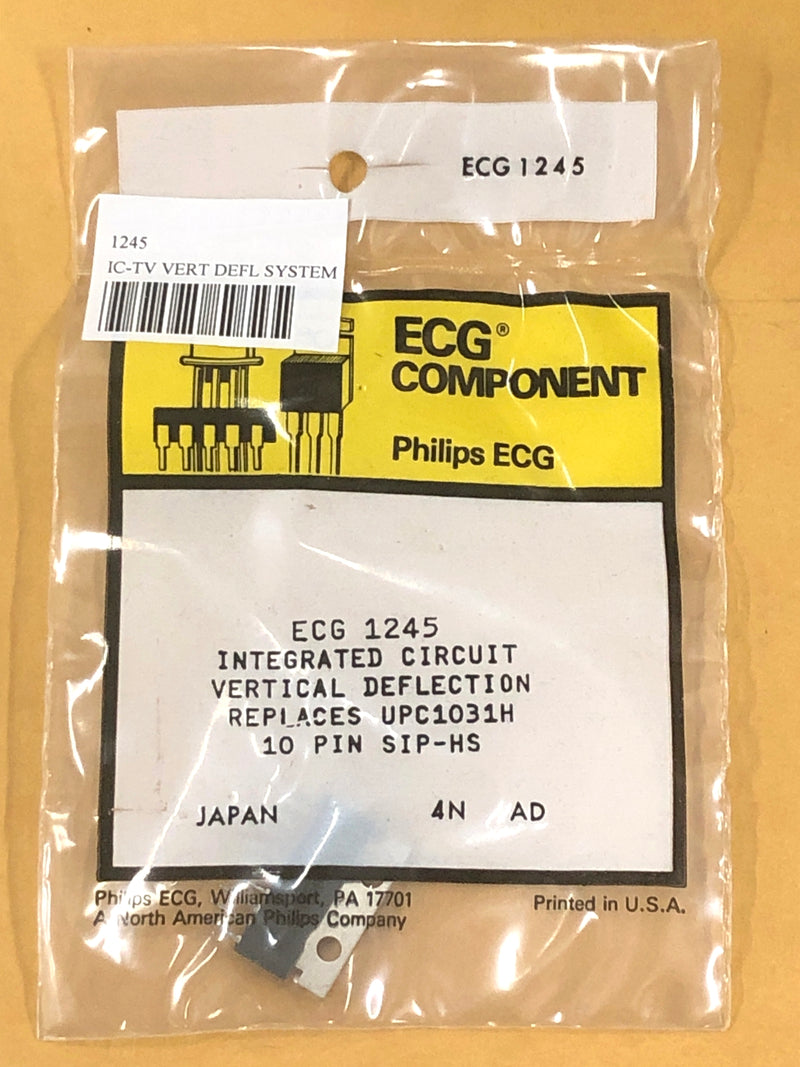 ECG 1245
1245
IC-TV VERT DEFL SYSTEM
ECG®
COMPONENT
Philips ECG
ECG 1245
INTEGRATED CIRCUIT
VERTICAL DEFLECTION
REPLACES UPC1031H
10 PIN SIP-HS
JAPAN 4N AD
Philips ECG, Williamsport, PA 17701
A North American Philips Company
Printed in U.S.A.